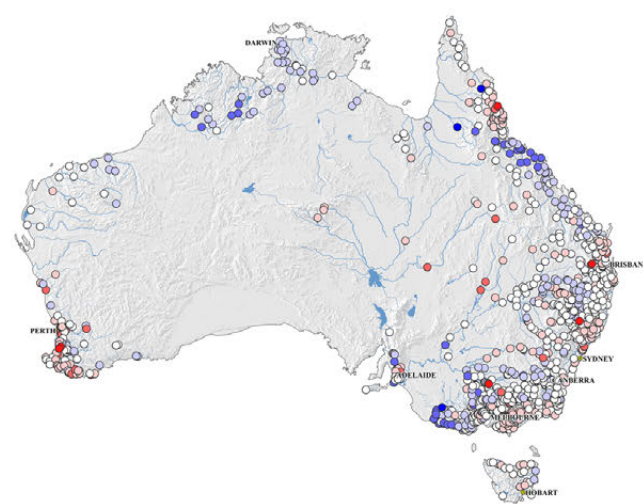 DARWIN
BRISBAN
PERTH
SYDNEY
ADELAIDE
CANBERRA
MELBOURNE
HOBART